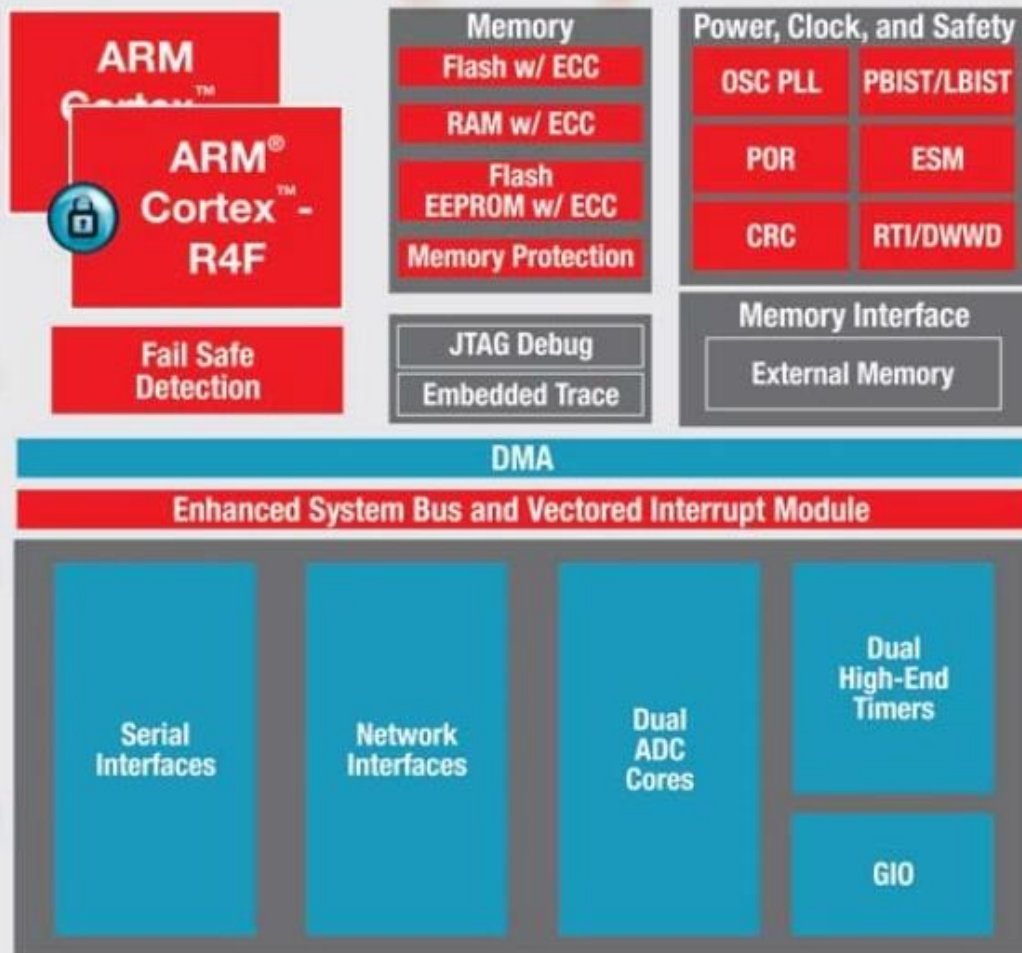 ARM
Cortex™
ARM®
Cortex™-
R4F
Fail Safe
Detection
Memory
Flash w/ ECC
RAM w/ ECC
Flash
EEPROM w/ ECC
Memory Protection
JTAG Debug
Embedded Trace
Power, Clock, and Safety
OSC PLL
PBIST/LBIST
POR
ESM
CRC
RTI/DWWD
Memory Interface
External Memory
DMA
Enhanced System Bus and Vectored Interrupt Module
Serial
Interfaces
Network
Interfaces
Dual
ADC
Cores
Dual
High-End
Timers
GIO